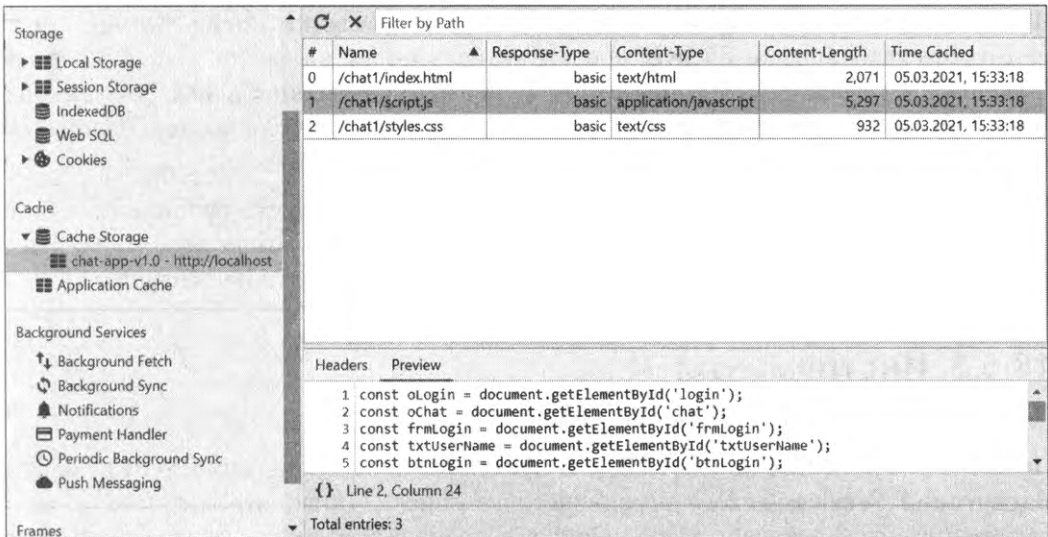 Storage
Local Storage
Session Storage
IndexedDB
Web SQL
Cookies
Cache
Cache Storage
chat-app-v1.0 - http://localhost
Application Cache
Background Services
Background Fetch
Background Sync
Notifications
Payment Handler
Periodic Background Sync
Push Messaging
Frames
Filter by Path
# Name Response-Type Content-Type Content-Length Time Cached
0 /chat1/index.html basic text/html 2,071 05.03.2021, 15:33:18
1 /chat1/script.js basic application/javascript 5,297 05.03.2021, 15:33:18
2 /chat1/styles.css basic text/css 932 05.03.2021, 15:33:18
Headers Preview
1 const oLogin = document.getElementById('login');
2 const oChat = document.getElementById('chat');
3 const frmLogin = document.getElementById('frmLogin');
4 const txtUserName = document.getElementById('txtUserName');
5 const btnLogin = document.getElementById('btnLogin');
{} Line 2, Column 24
Total entries: 3